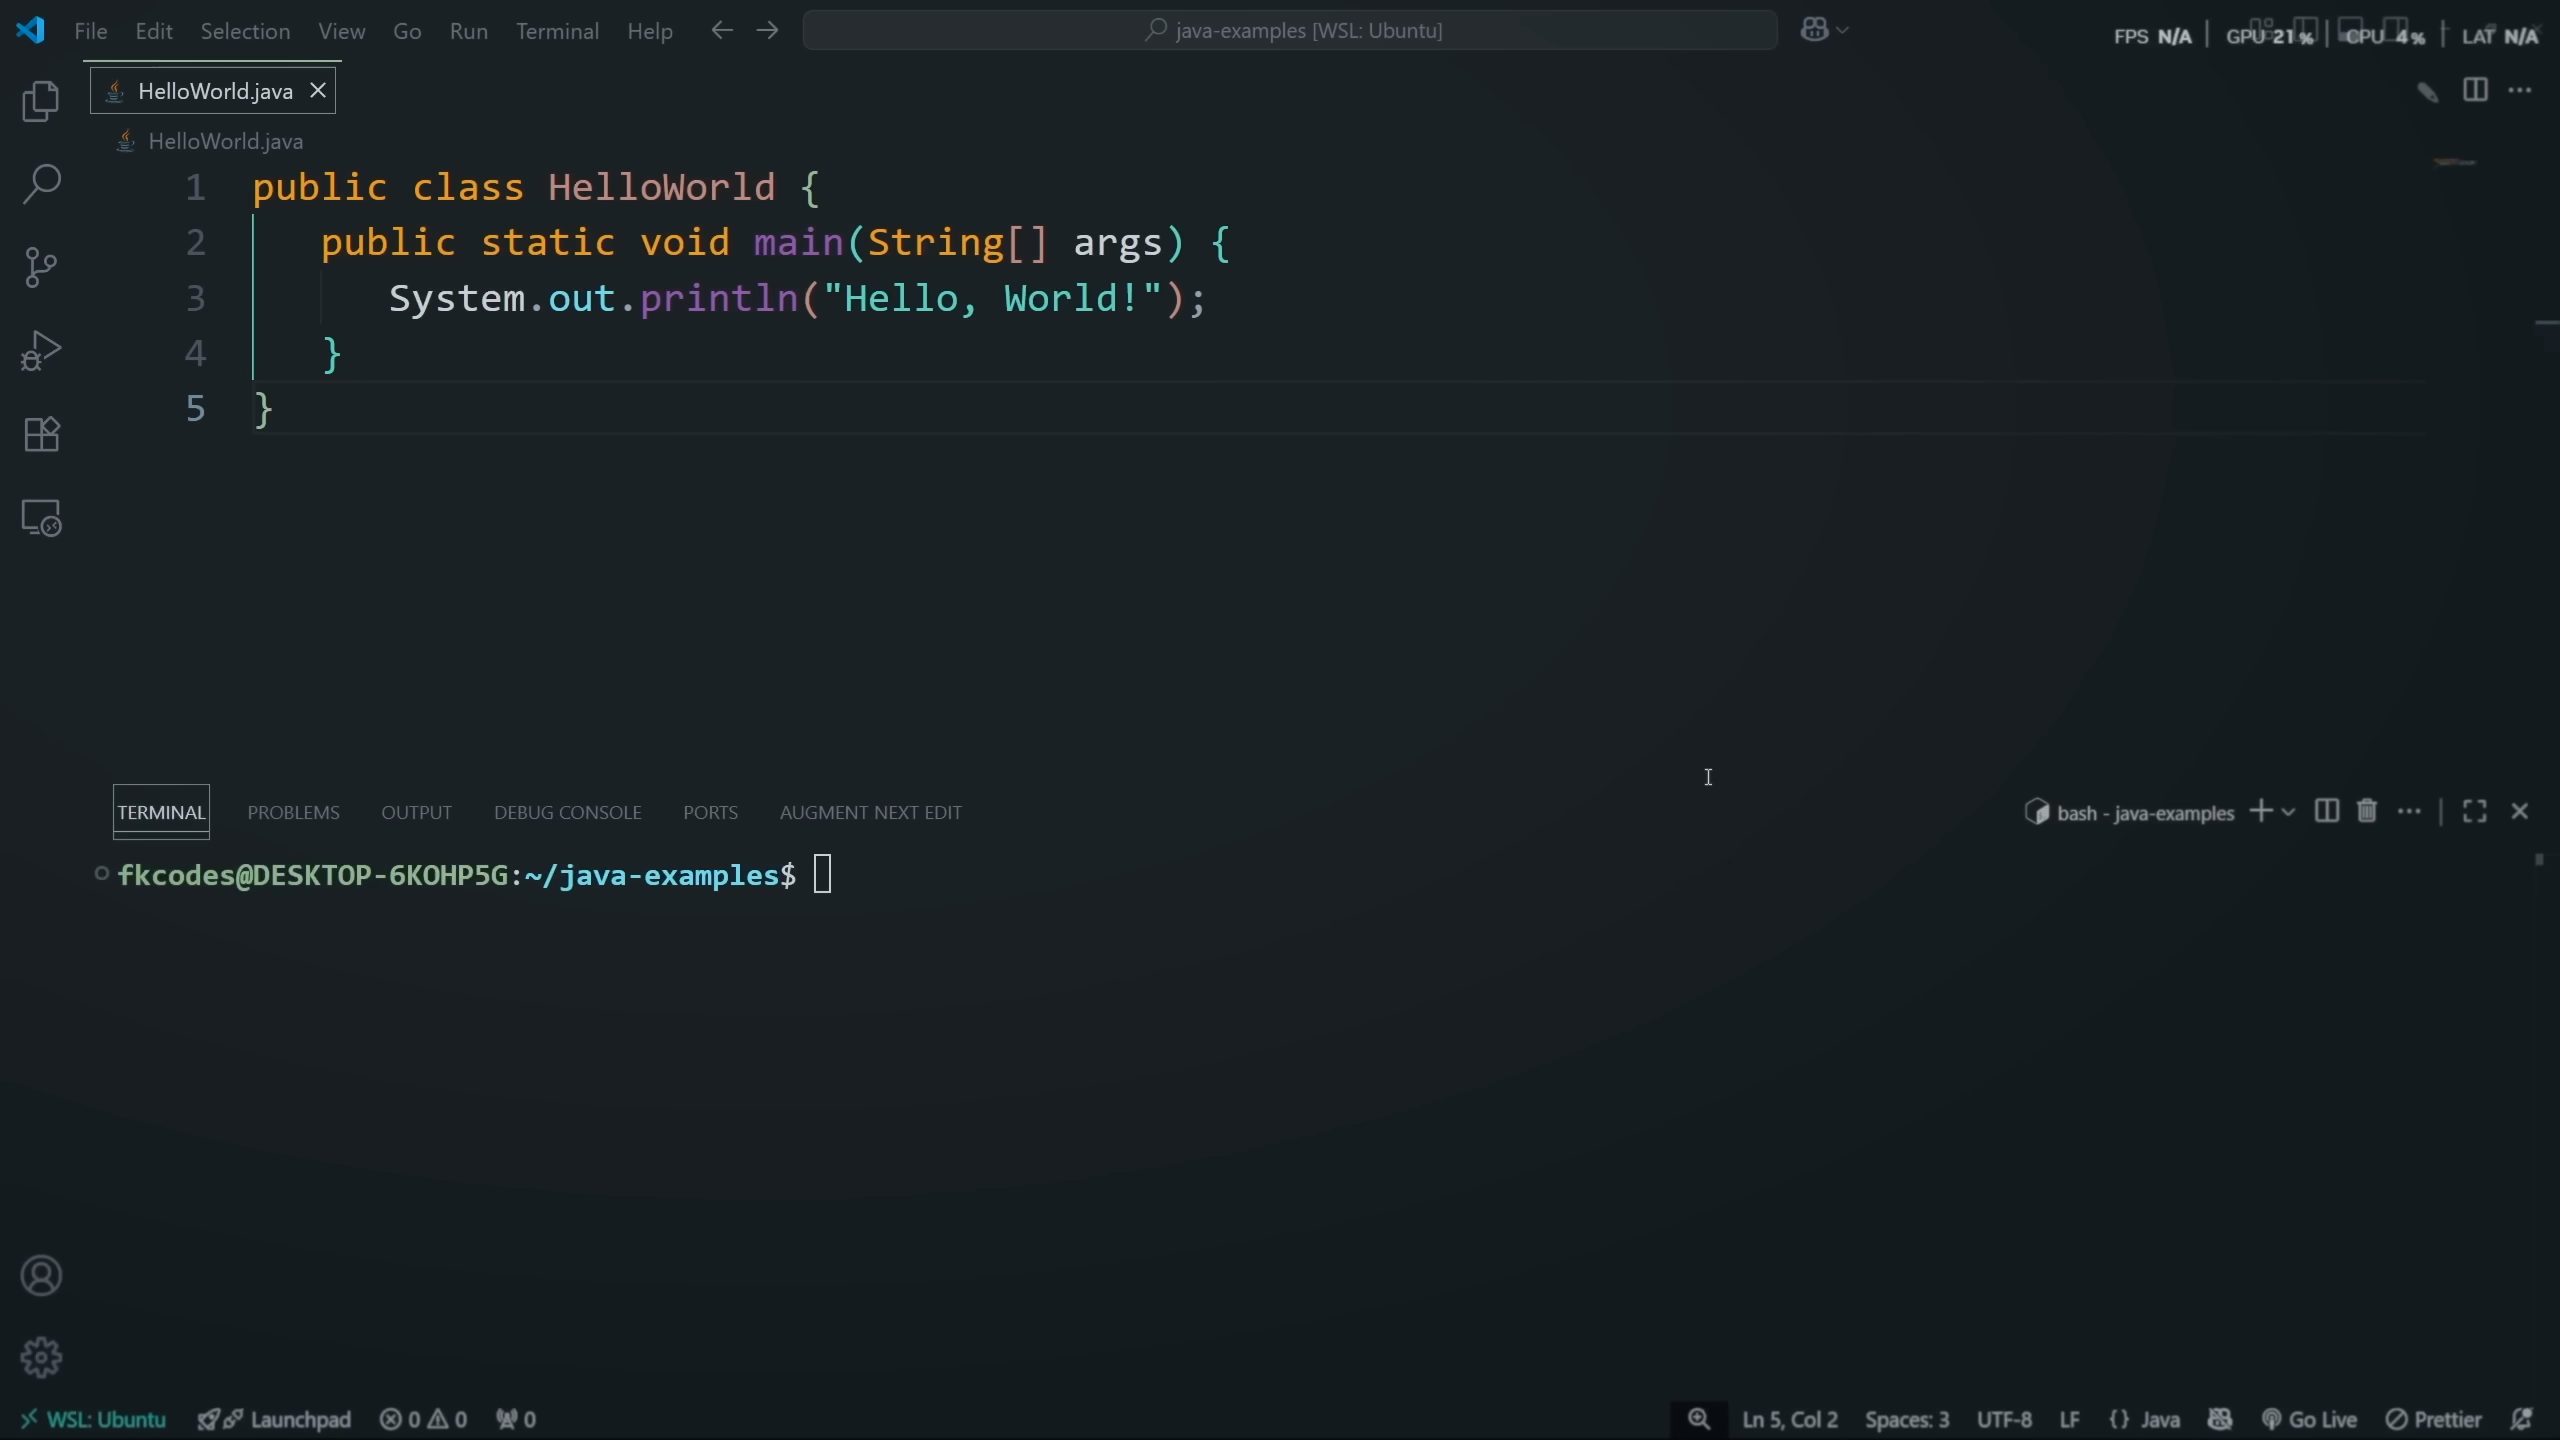 File Edit Selection View Go Run Terminal Help java-examples [WSL: Ubuntu] FPS N/A GPU 21% CPU 4% LAT N/A
HelloWorld.java
HelloWorld.java
1 public class HelloWorld {
2 public static void main(String[] args) {
3 System.out.println("Hello, World!");
4 }
5 }
TERMINAL PROBLEMS OUTPUT DEBUG CONSOLE PORTS AUGMENT NEXT EDIT bash - java-examples
fkcodes@DESKTOP-6KOHP5G:~/java-examples$
WSL: Ubuntu Launchpad 0 0 0 Ln 5, Col 2 Spaces: 3 UTF-8 LF {} Java Go Live Prettier